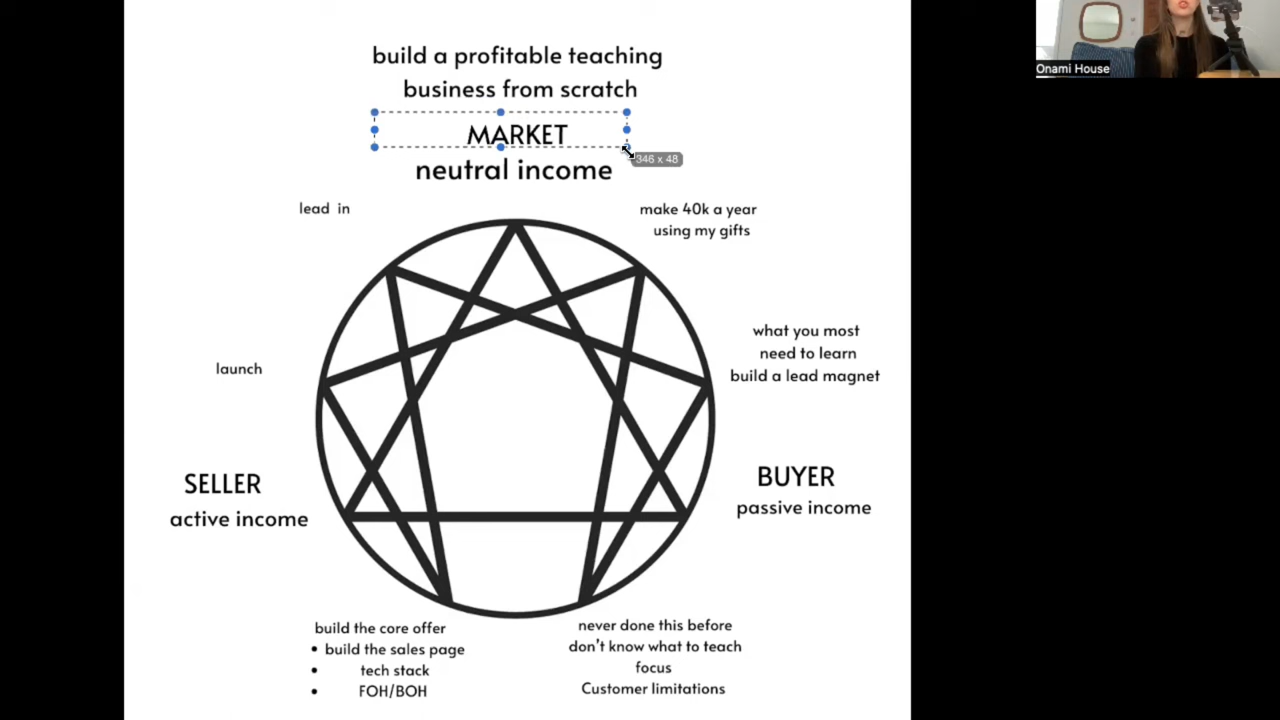 build a profitable teaching
business from scratch
MARKET
346 x 48
neutral income
lead in
make 40k a year
using my gifts
what you most
need to learn
build a lead magnet
launch
SELLER
active income
BUYER
passive income
build the core offer
• build the sales page
• tech stack
• FOH/BOH
never done this before
don't know what to teach
focus
Customer limitations
Onami House